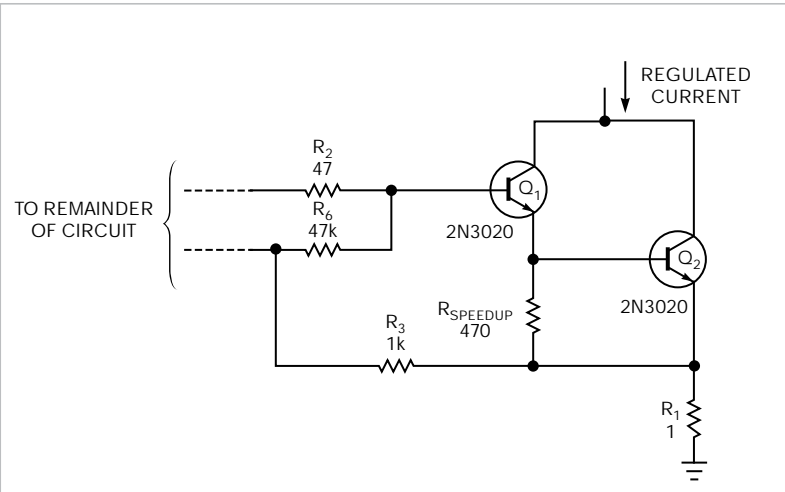 REGULATED
CURRENT
R2
47
Q1
TO REMAINDER
OF CIRCUIT
R6
47k
2N3020
Q2
RSPEEDUP
470
2N3020
R3
1k
R1
1